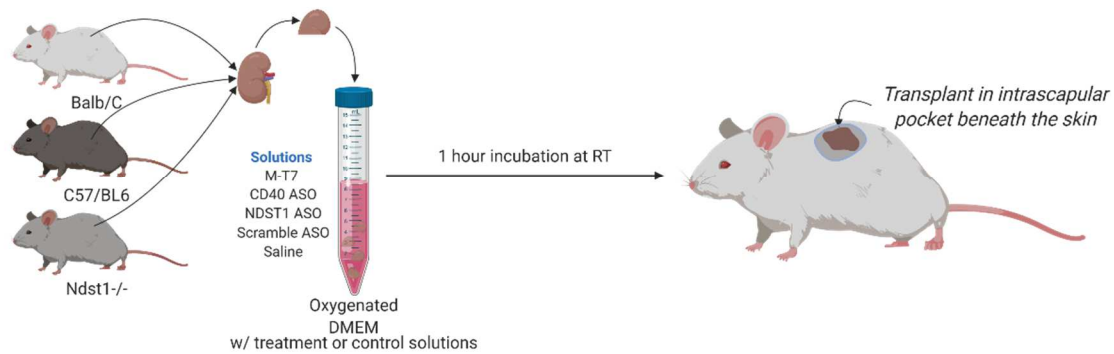 Balb/C
C57/BL6
Ndst1-/-
Solutions
M-T7
CD40 ASO
NDST1 ASO
Scramble ASO
Saline
Oxygenated
DMEM
w/ treatment or control solutions
1 hour incubation at RT
Transplant in intrascapular
pocket beneath the skin